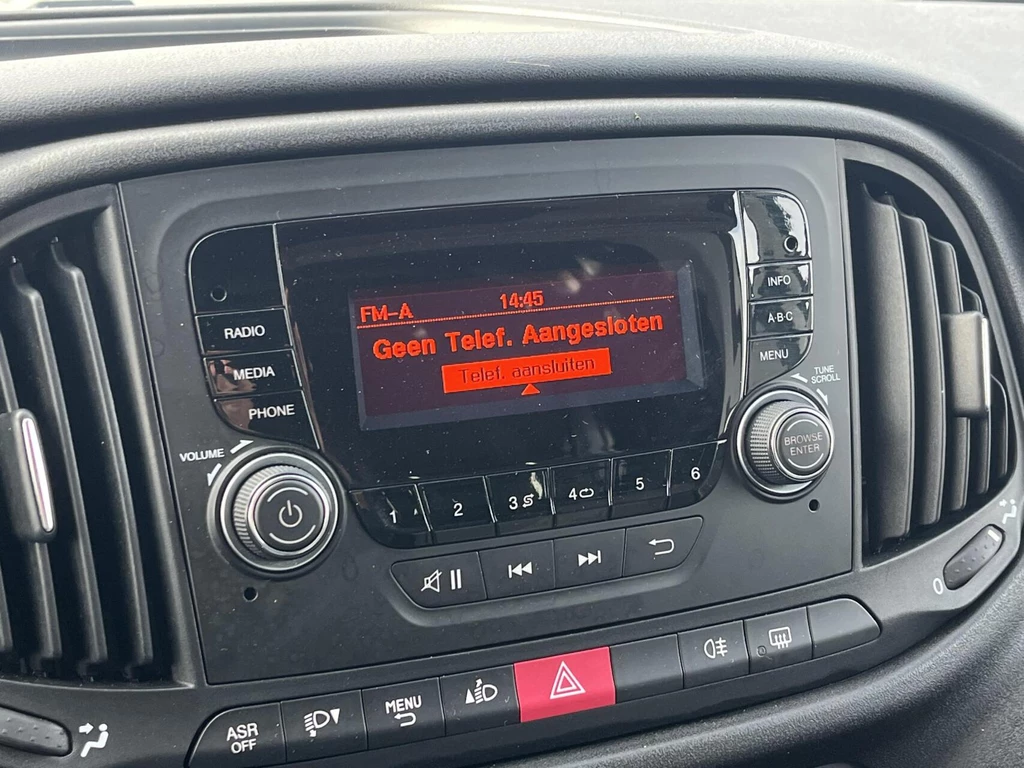 FM-A 14:45
Geen Telef. Aangesloten
Telef. aansluiten
RADIO
MEDIA
PHONE
VOLUME
INFO
A·B·C
MENU
TUNE
SCROLL
BROWSE
ENTER
1 2 3 4 5 6
0
ASR
OFF
MENU